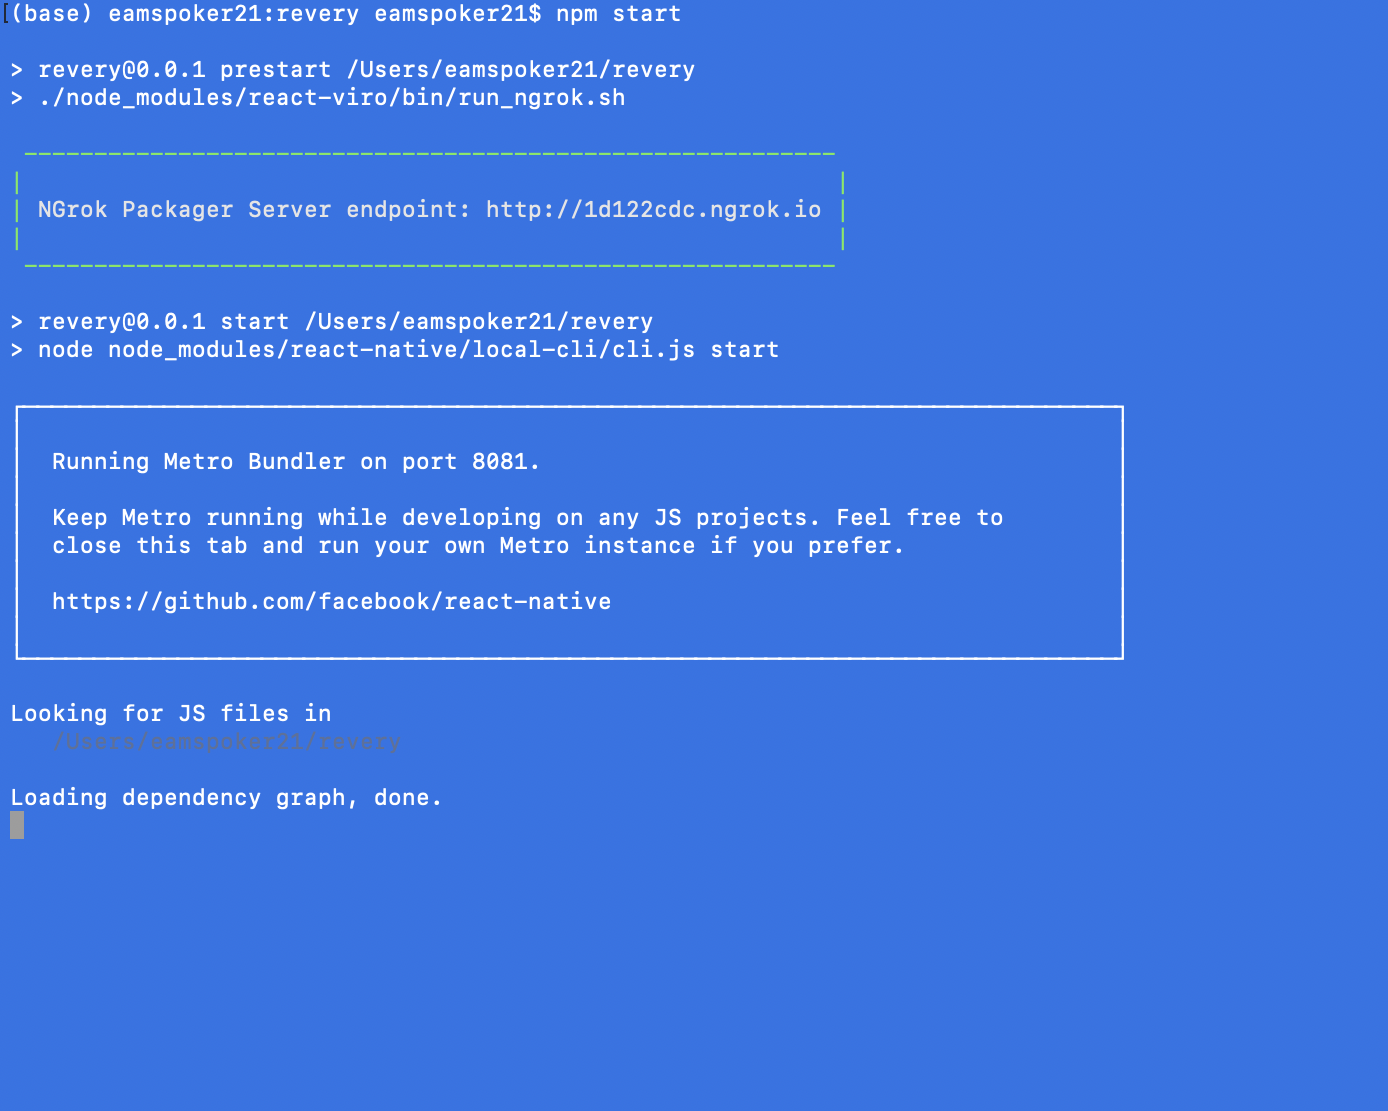 [(base) eamspoker21:revery eamspoker21$ npm start
> revery@0.0.1 prestart /Users/eamspoker21/revery
> ./node_modules/react-viro/bin/run_ngrok.sh
NGrok Packager Server endpoint: http://1d122cdc.ngrok.io
> revery@0.0.1 start /Users/eamspoker21/revery
> node node_modules/react-native/local-cli/cli.js start
Running Metro Bundler on port 8081.
Keep Metro running while developing on any JS projects. Feel free to
close this tab and run your own Metro instance if you prefer.
https://github.com/facebook/react-native
Looking for JS files in
/Users/eamspoker21/revery
Loading dependency graph, done.